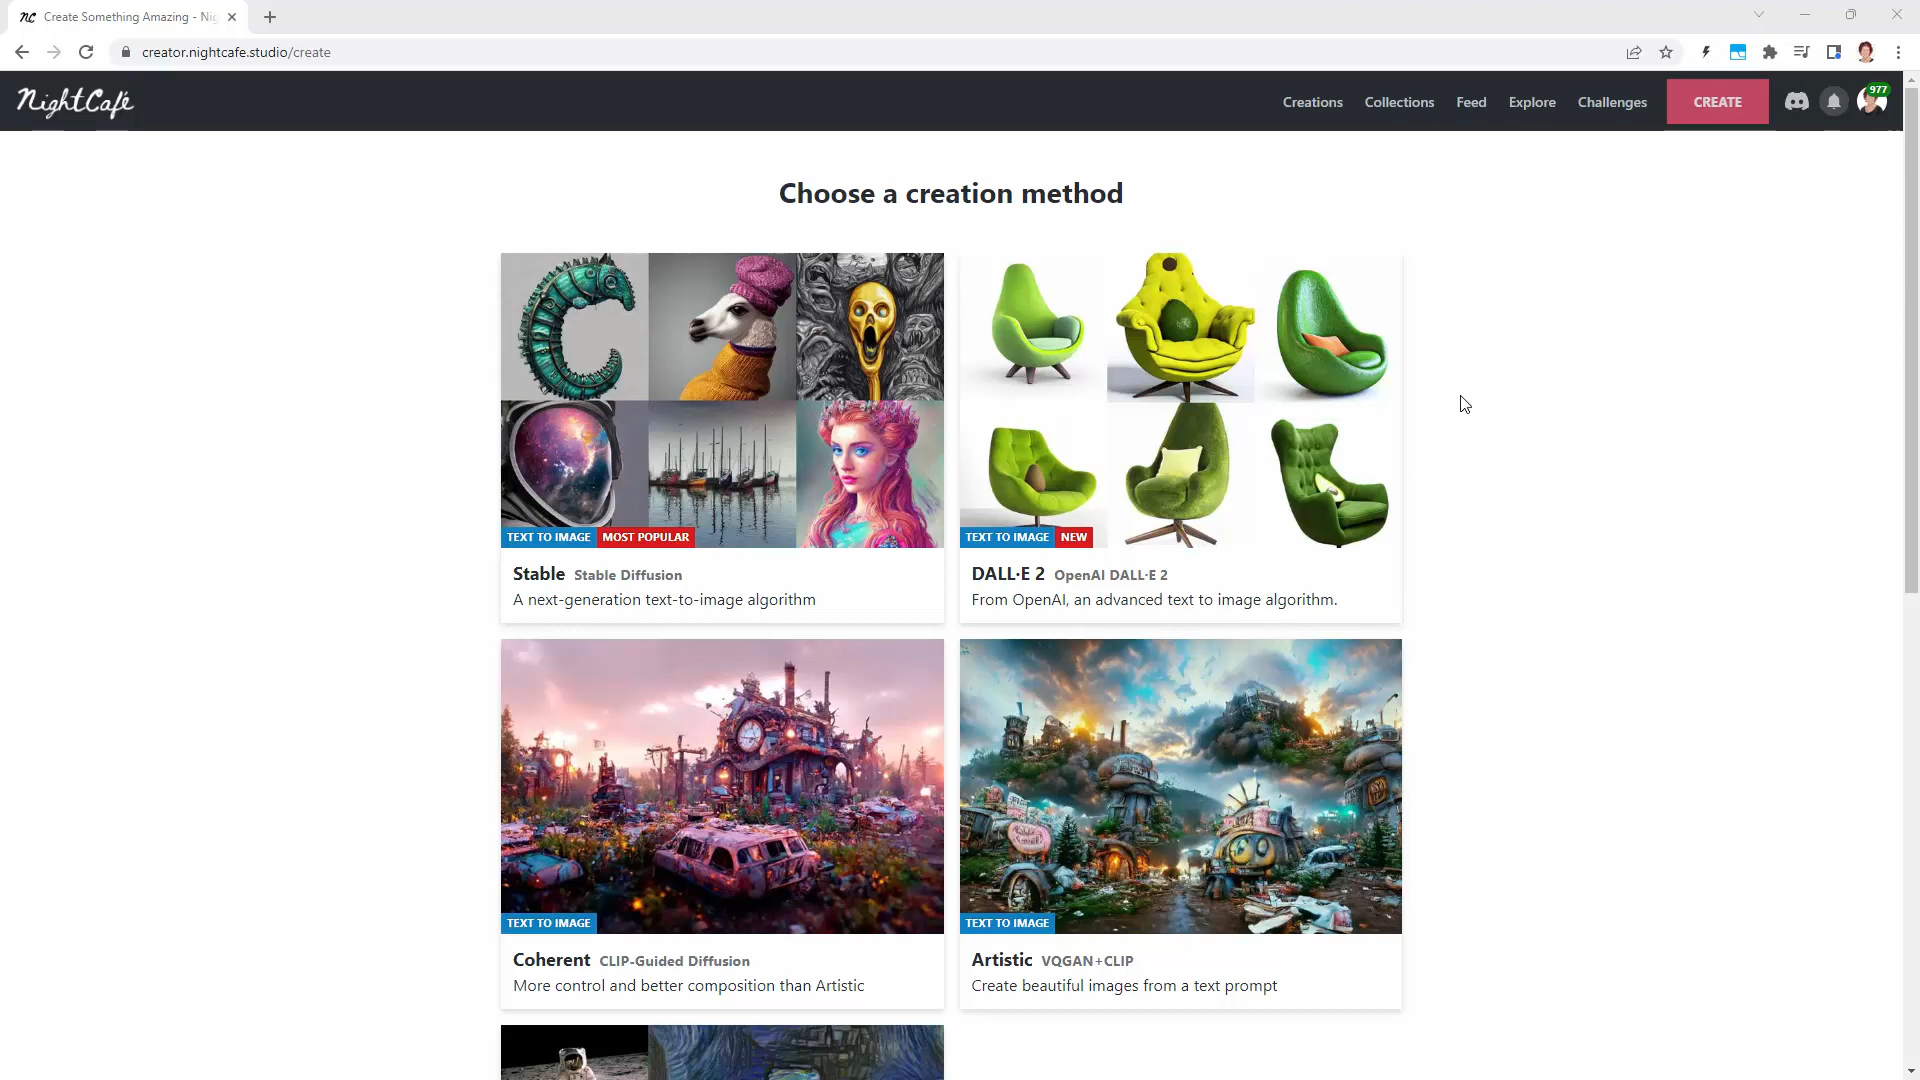 NC Create Something Amazing - Nig
creator.nightcafe.studio/create
NightCafé
Creations Collections Feed Explore Challenges CREATE 977
Choose a creation method
TEXT TO IMAGE MOST POPULAR
TEXT TO IMAGE NEW
Stable Stable Diffusion
A next-generation text-to-image algorithm
DALL·E 2 OpenAI DALL·E 2
From OpenAI, an advanced text to image algorithm.
TEXT TO IMAGE
TEXT TO IMAGE
Coherent CLIP-Guided Diffusion
More control and better composition than Artistic
Artistic VQGAN+CLIP
Create beautiful images from a text prompt